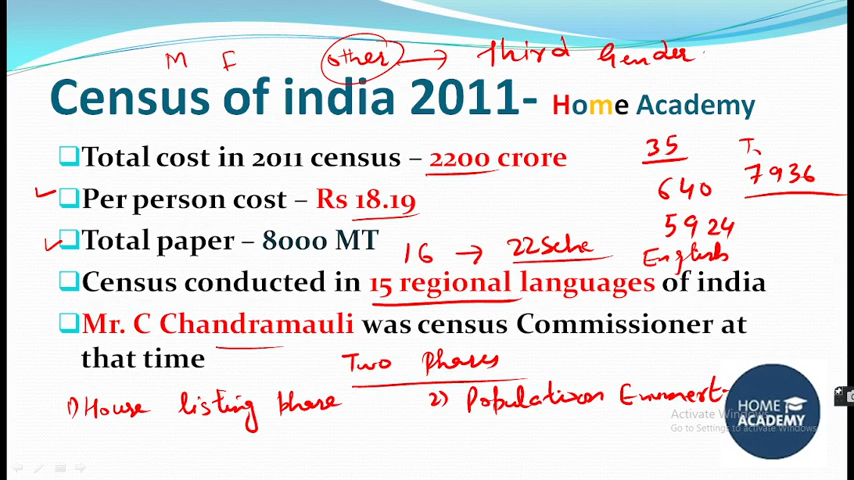 M F other → Third Gender
Census of india 2011- Home Academy
Total cost in 2011 census – 2200 crore
35 T.
7936
Per person cost – Rs 18.19
640
Total paper – 8000 MT
5924
16 → 22 Sche
English
Census conducted in 15 regional languages of india
Mr. C Chandramauli was census Commissioner at
that time
Two Phases
1) House listing phase 2) Population
Activate Windows
Go to Settings to activate Windows.
HOME
ACADEMY